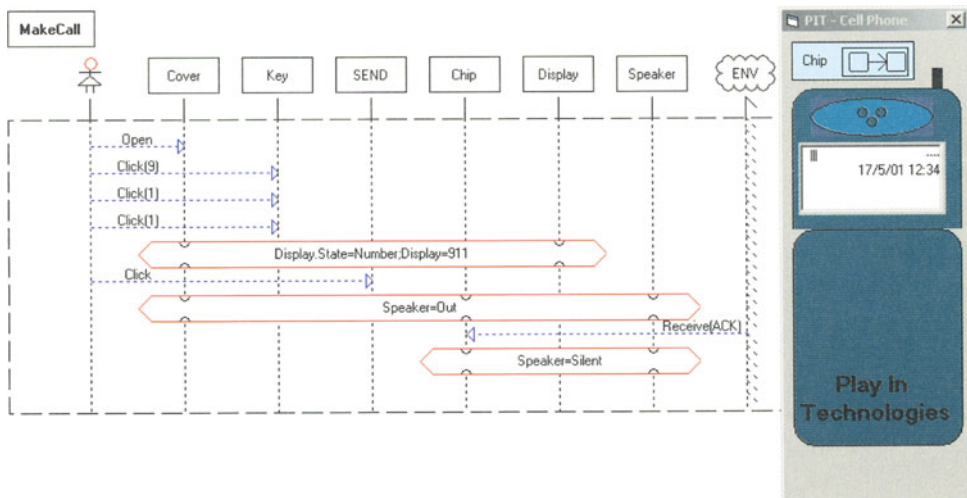 MakeCall
Cover
Key
SEND
Chip
Display
Speaker
ENV
Open
Click(9)
Click(1)
Click(1)
Display.State=Number;Display=911
Click
Speaker=Out
Receive(ACK)
Speaker=Silent
PIT - Cell Phone
Chip
17/5/01 12:34
Play In
Technologies